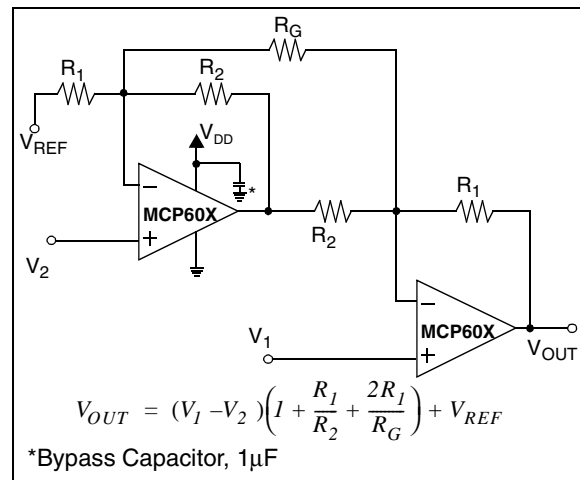 R_G
R_1
R_2
V_REF
V_DD
*
−
MCP60X
+
V_2
R_2
R_1
−
MCP60X
+
V_1
V_OUT
V_OUT = (V_1 – V_2)(1 + R_1/R_2 + 2R_1/R_G) + V_REF
*Bypass Capacitor, 1µF